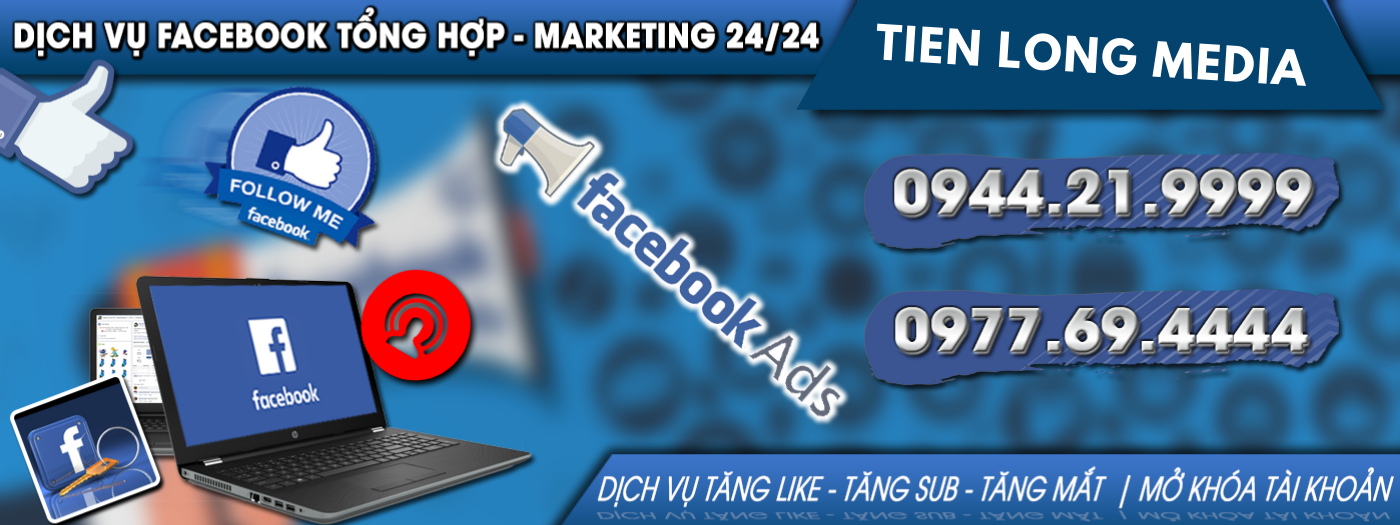 DỊCH VỤ FACEBOOK TỔNG HỢP - MARKETING 24/24
TIEN LONG MEDIA
FOLLOW ME
facebook
facebook Ads
0944.21.9999
0977.69.4444
facebook
DỊCH VỤ TĂNG LIKE - TĂNG SUB - TĂNG MẮT | MỞ KHÓA TÀI KHOẢN